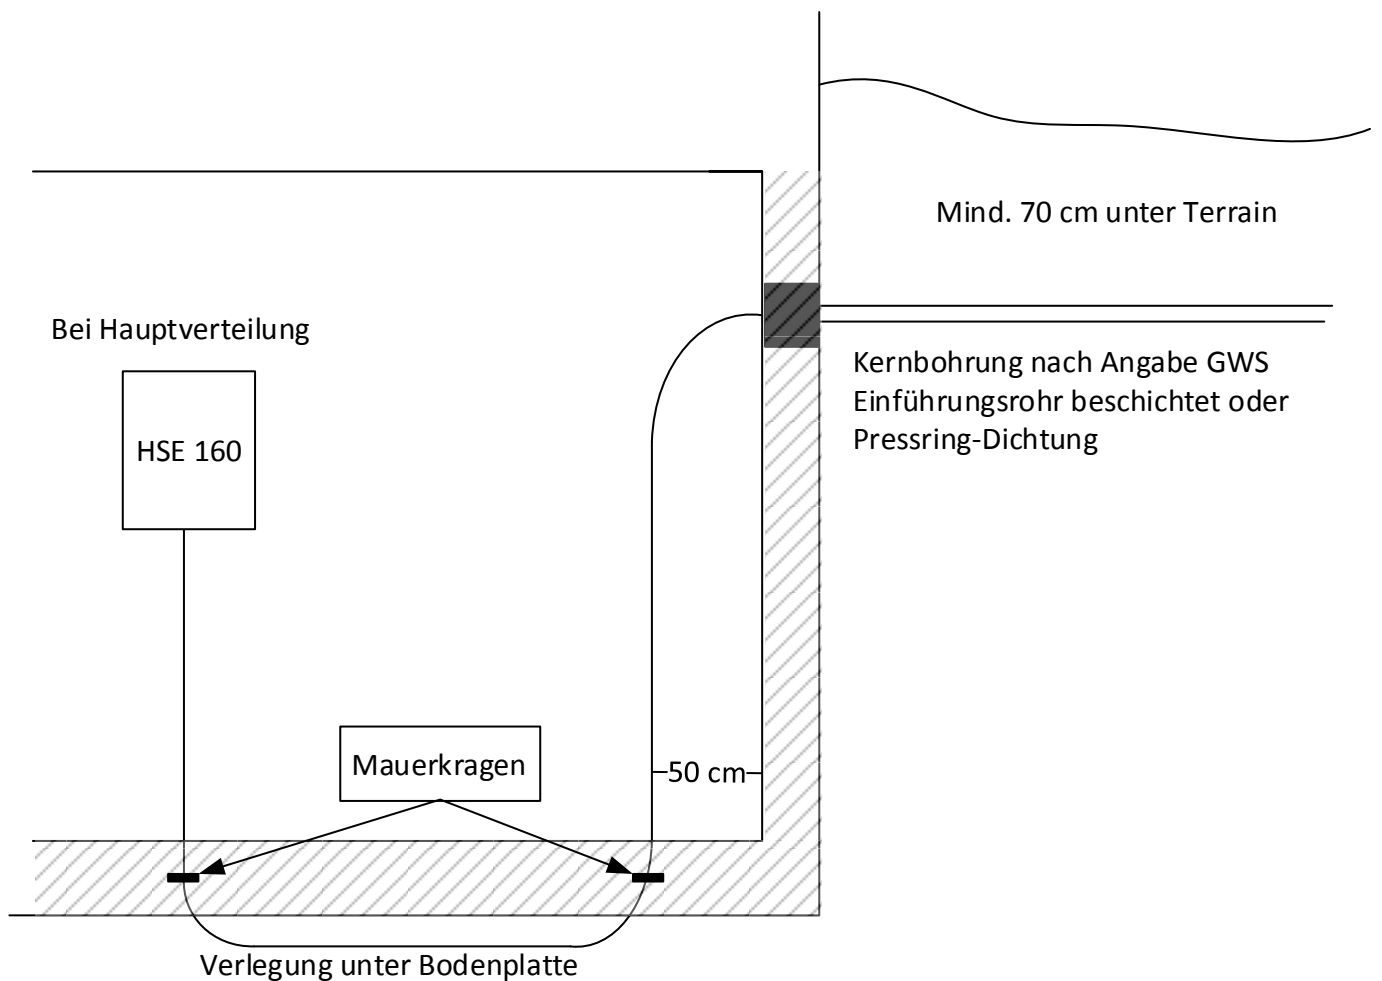 Mind. 70 cm unter Terrain
Bei Hauptverteilung
HSE 160
Kernbohrung nach Angabe GWS
Einführungsrohr beschichtet oder
Pressring-Dichtung
Mauerkragen
50 cm
Verlegung unter Bodenplatte